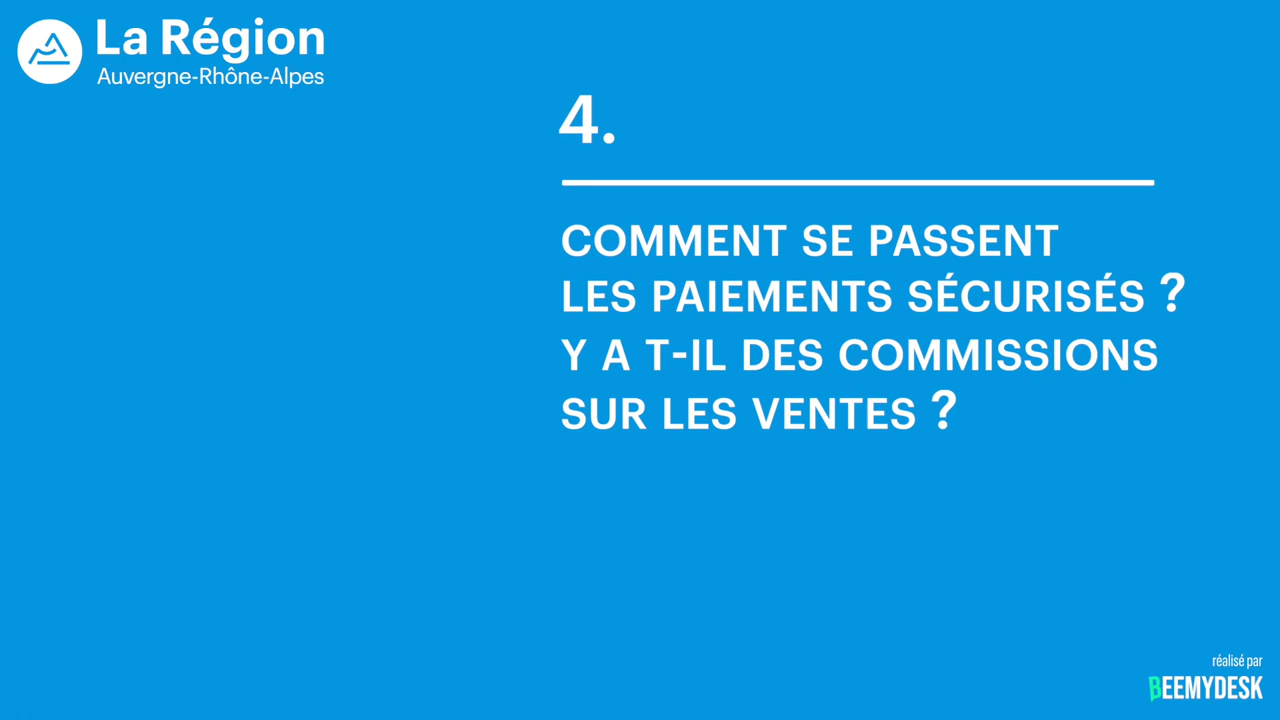 La Région
Auvergne-Rhône-Alpes
4.
COMMENT SE PASSENT
LES PAIEMENTS SÉCURISÉS ?
Y A T-IL DES COMMISSIONS
SUR LES VENTES ?
réalisé par
BEEMYDESK